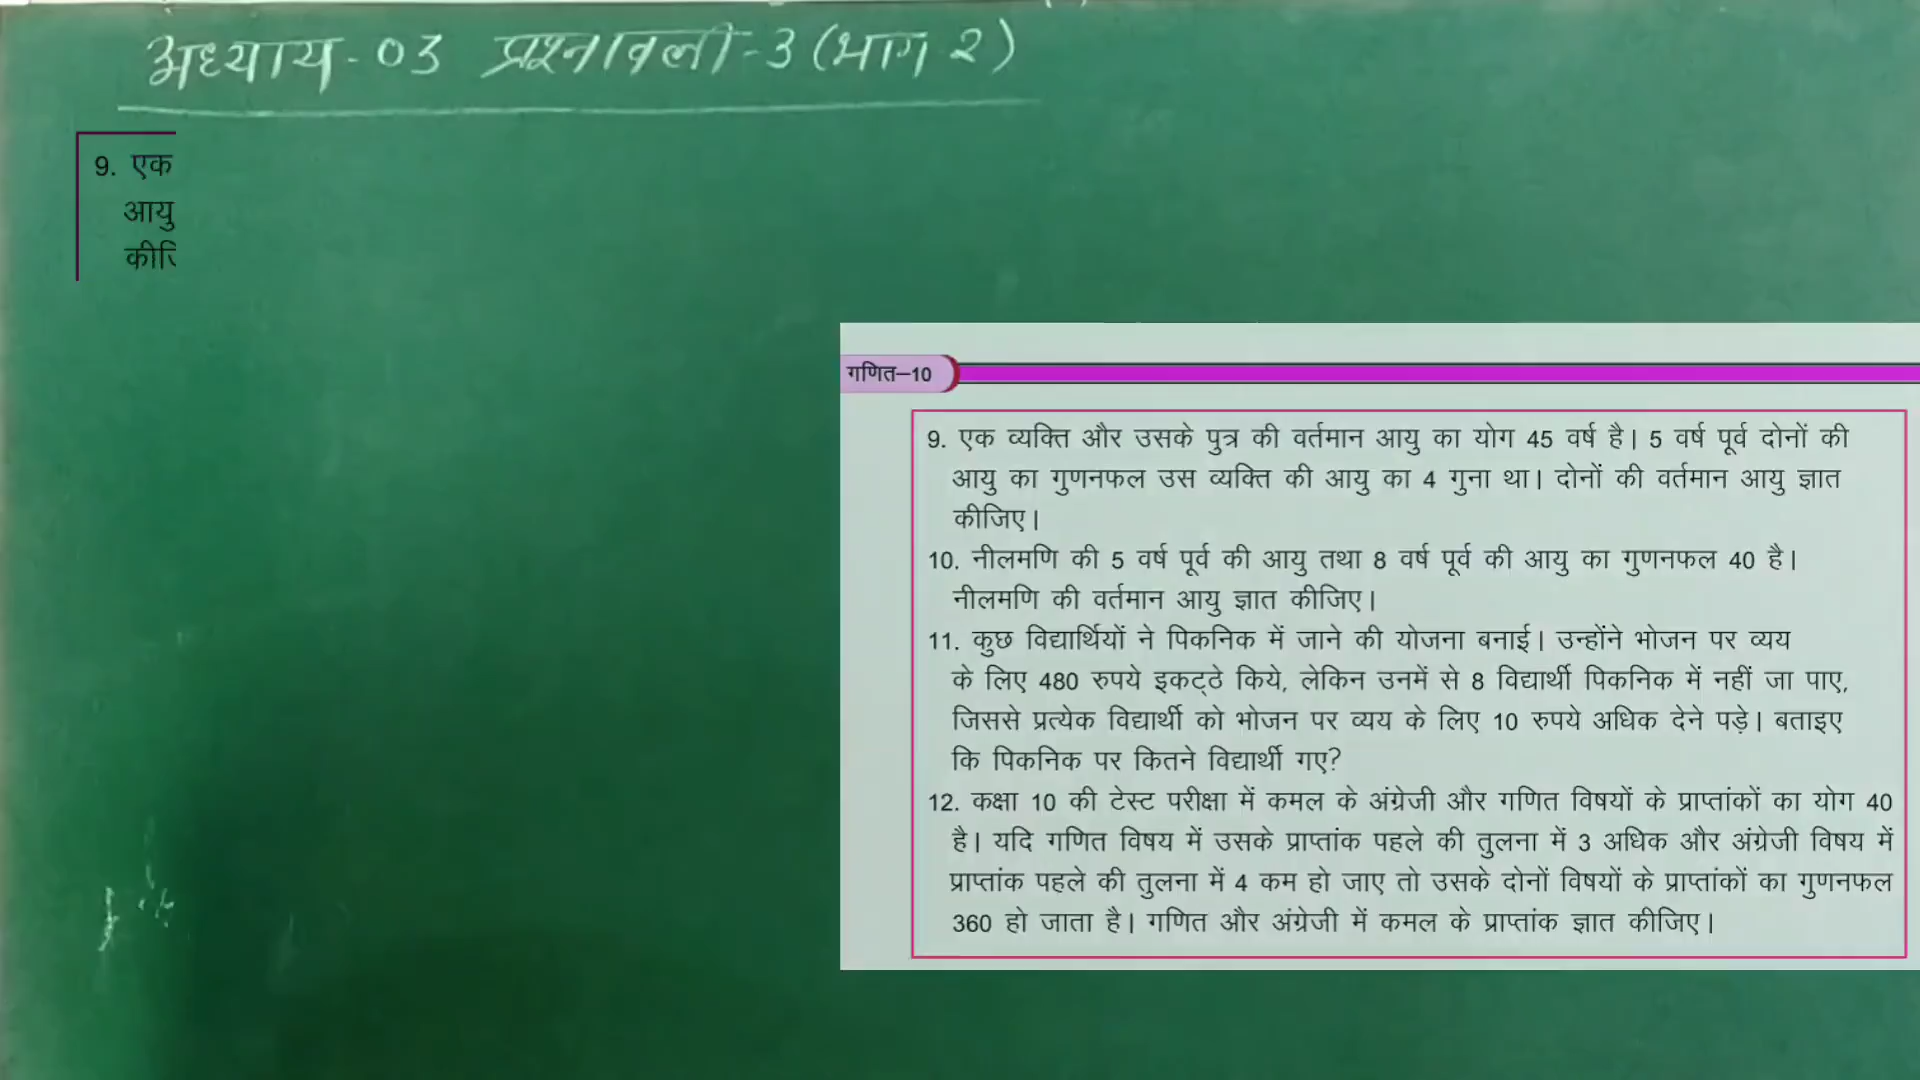 अध्याय-03 प्रश्नावली-3 (भाग 2)
9. एक
आयु
गणित–10
9. एक व्यक्ति और उसके पुत्र की वर्तमान आयु का योग 45 वर्ष है। 5 वर्ष पूर्व दोनों की
आयु का गुणनफल उस व्यक्ति की आयु का 4 गुना था। दोनों की वर्तमान आयु ज्ञात
कीजिए।
10. नीलमणि की 5 वर्ष पूर्व की आयु तथा 8 वर्ष पूर्व की आयु का गुणनफल 40 है।
नीलमणि की वर्तमान आयु ज्ञात कीजिए।
11. कुछ विद्यार्थियों ने पिकनिक में जाने की योजना बनाई। उन्होंने भोजन पर व्यय
के लिए 480 रुपये इकट्ठे किये, लेकिन उनमें से 8 विद्यार्थी पिकनिक में नहीं जा पाए,
जिससे प्रत्येक विद्यार्थी को भोजन पर व्यय के लिए 10 रुपये अधिक देने पड़े। बताइए
कि पिकनिक पर कितने विद्यार्थी गए?
12. कक्षा 10 की टेस्ट परीक्षा में कमल के अंग्रेजी और गणित विषयों के प्राप्तांकों का योग 40
है। यदि गणित विषय में उसके प्राप्तांक पहले की तुलना में 3 अधिक और अंग्रेजी विषय में
प्राप्तांक पहले की तुलना में 4 कम हो जाए तो उसके दोनों विषयों के प्राप्तांकों का गुणनफल
360 हो जाता है। गणित और अंग्रेजी में कमल के प्राप्तांक ज्ञात कीजिए।